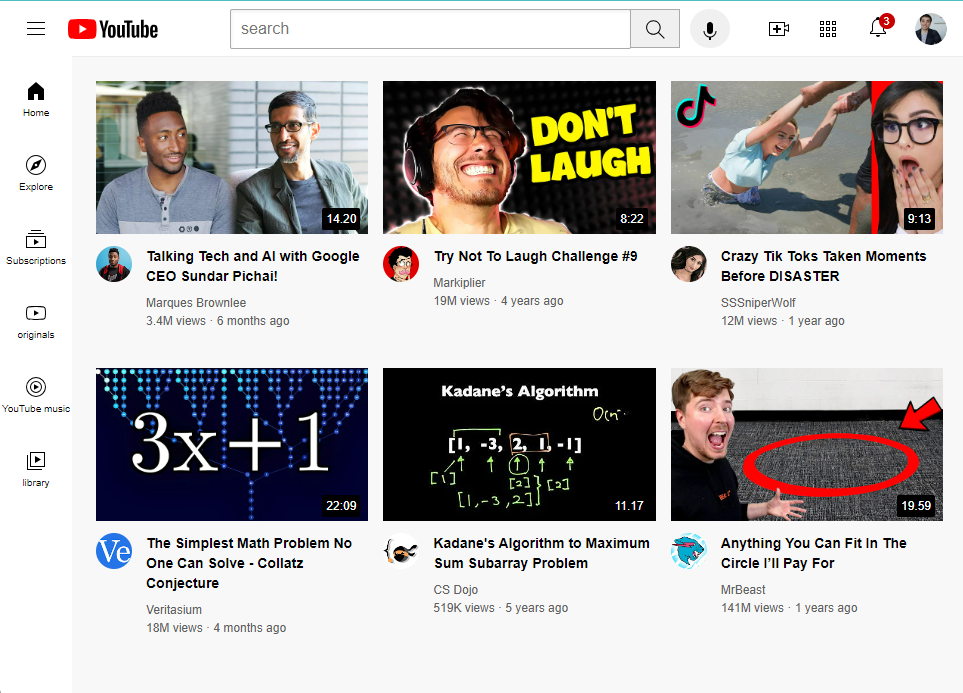 YouTube
search
3
Home
Explore
Subscriptions
originals
YouTube music
library
14.20
Talking Tech and AI with Google
CEO Sundar Pichai!
Marques Brownlee
3.4M views · 6 months ago
DON'T
LAUGH
8:22
Try Not To Laugh Challenge #9
Markiplier
19M views · 4 years ago
9:13
Crazy Tik Toks Taken Moments
Before DISASTER
SSSniperWolf
12M views · 1 year ago
3x+1
22:09
Ve
The Simplest Math Problem No
One Can Solve - Collatz
Conjecture
Veritasium
18M views · 4 months ago
Kadane's Algorithm
[1, -3, 2, 1, -1]
[1] [2] [2]
[1,-3,2]
11.17
Kadane's Algorithm to Maximum
Sum Subarray Problem
CS Dojo
519K views · 5 years ago
19.59
Anything You Can Fit In The
Circle I'll Pay For
MrBeast
141M views · 1 years ago